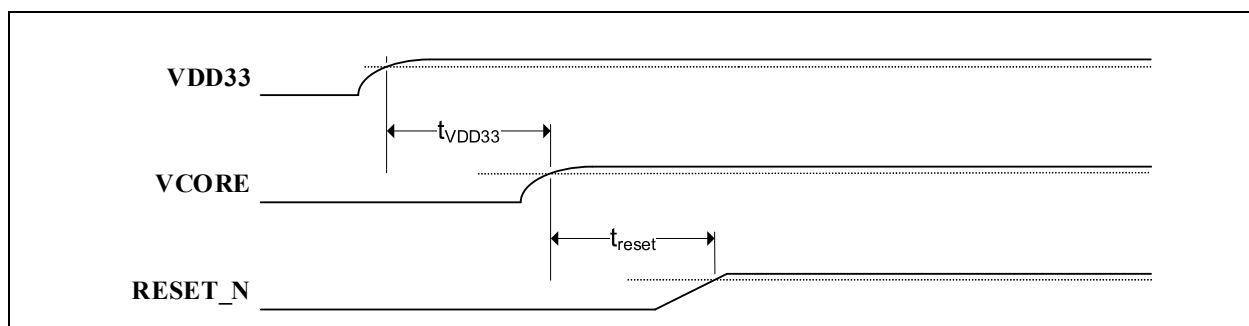 VDD33
tVDD33
VCORE
treset
RESET_N